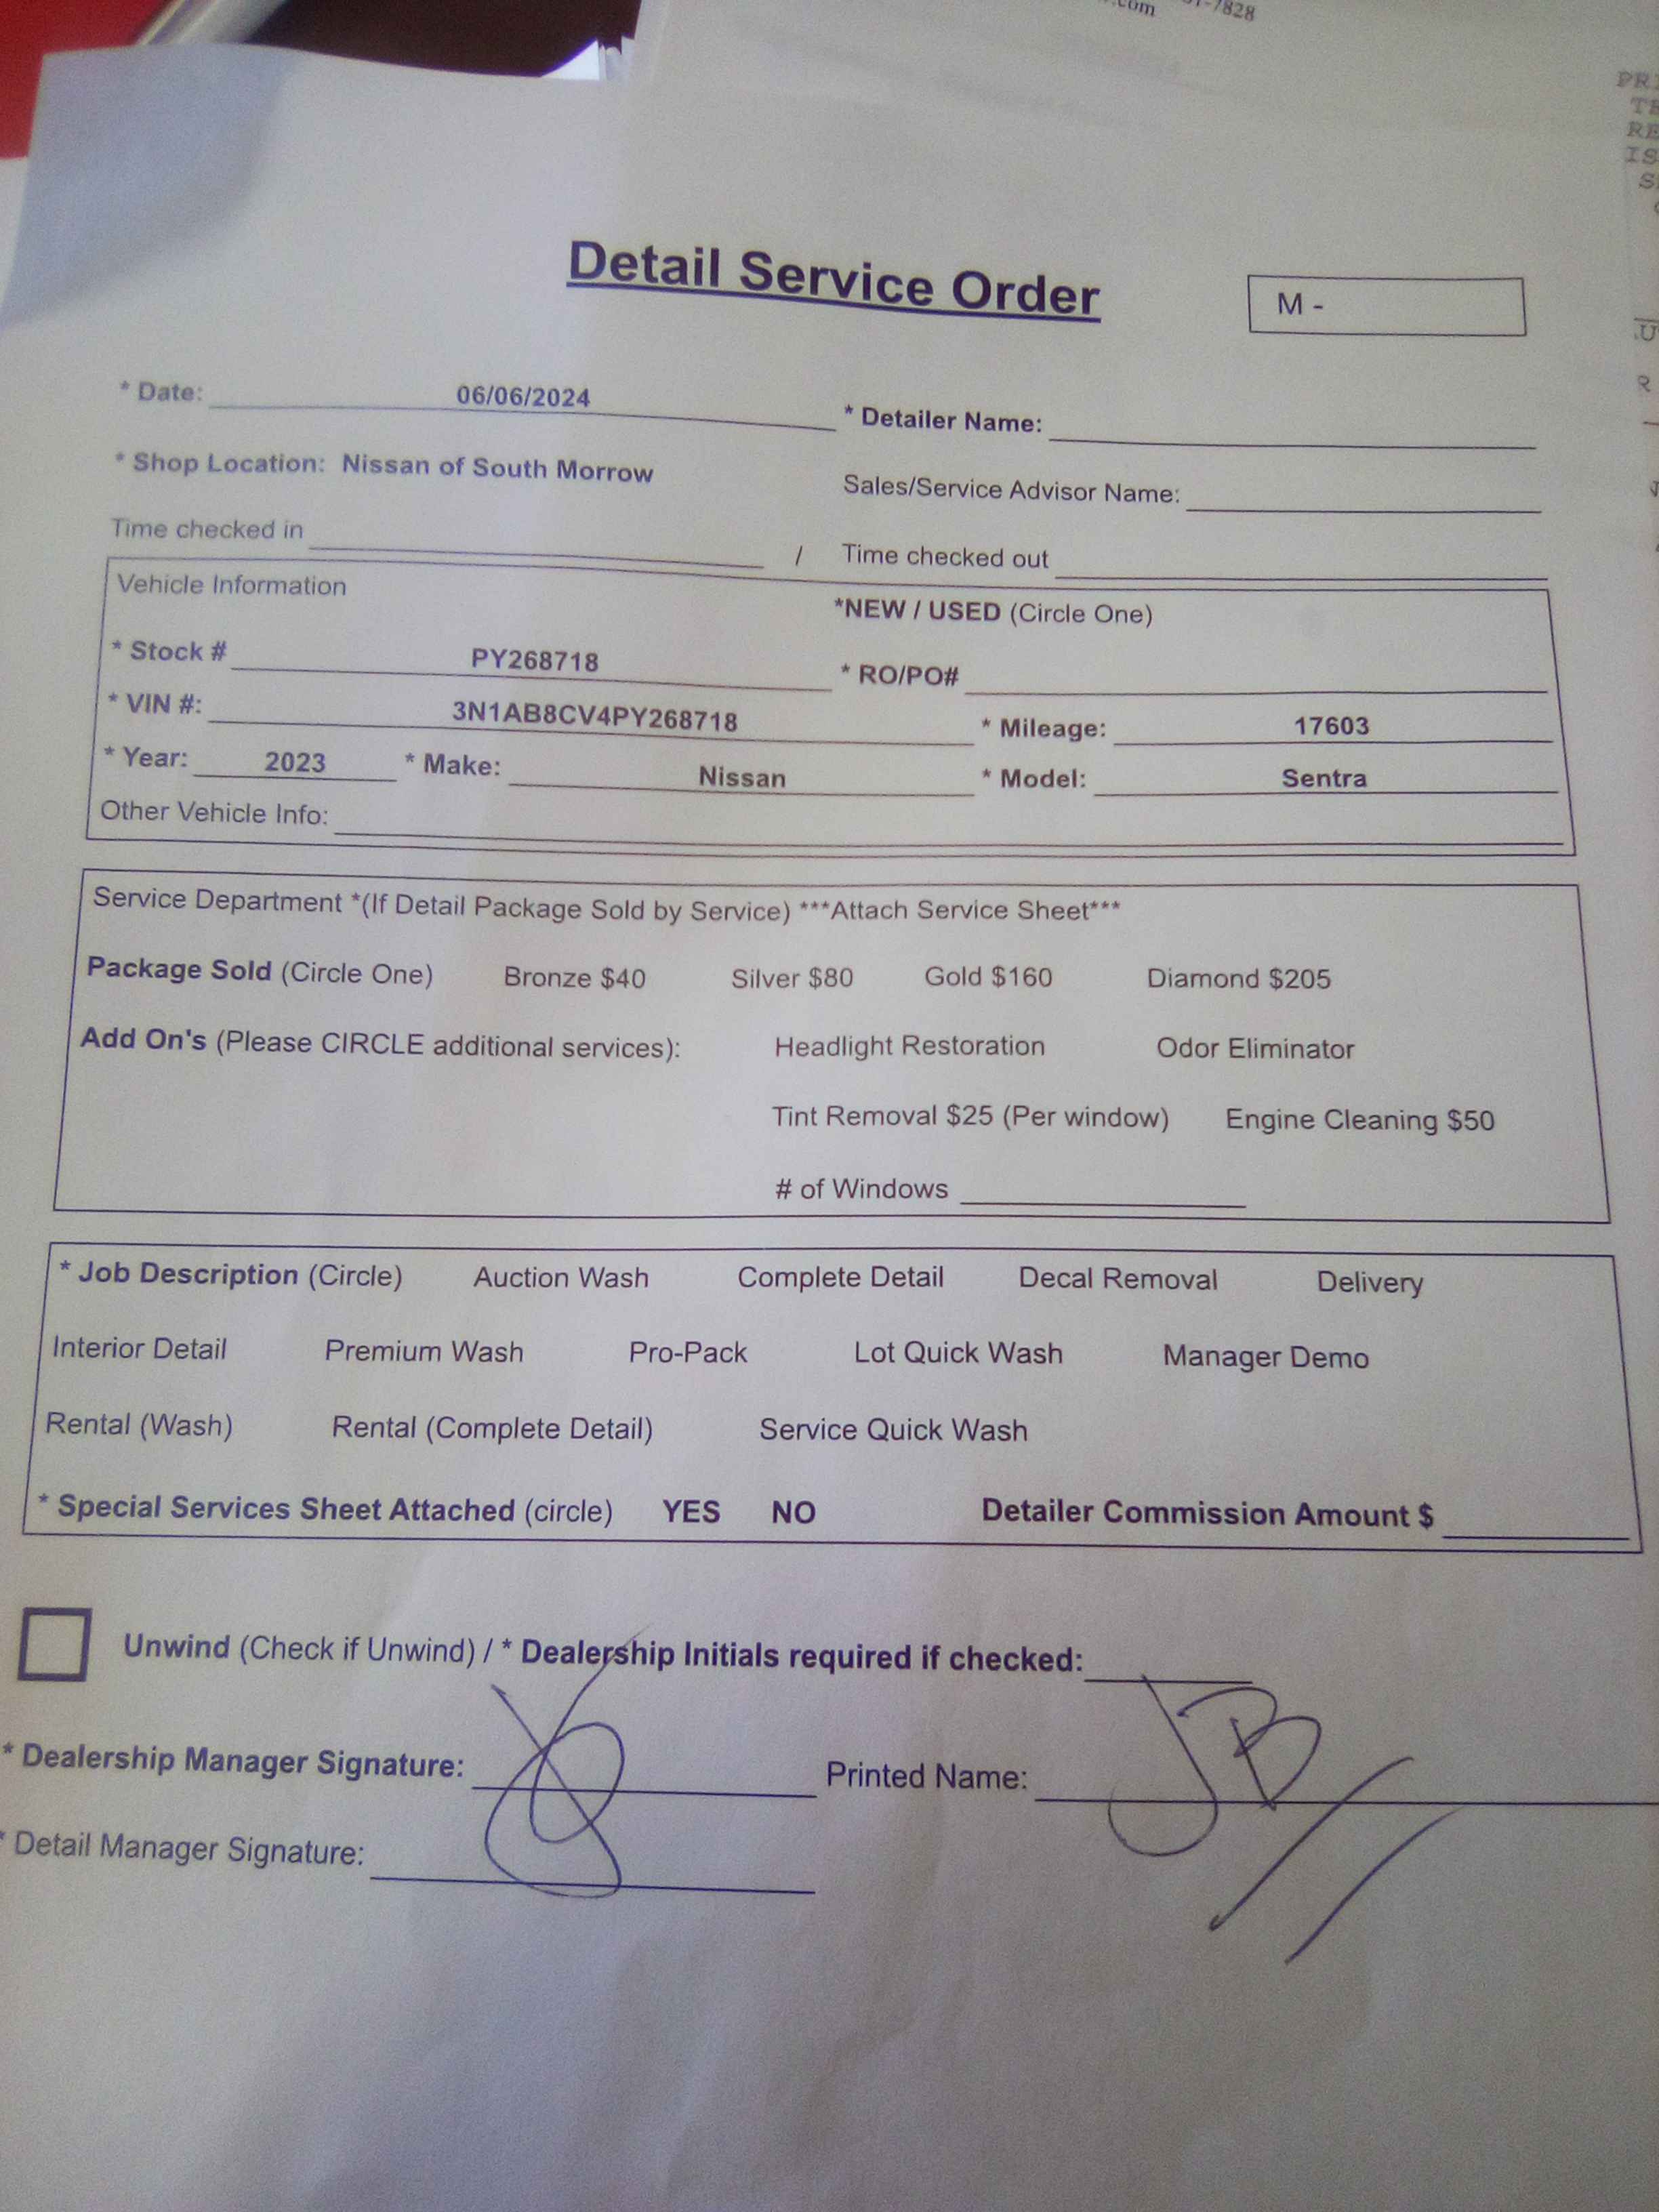 .com
-7828
PR
TE
RE
IS
S
Detail Service Order
M -
* Date: 06/06/2024
* Detailer Name:
* Shop Location: Nissan of South Morrow
Sales/Service Advisor Name:
Time checked in / Time checked out
Vehicle Information
*NEW / USED (Circle One)
* Stock # PY268718
* RO/PO#
* VIN #: 3N1AB8CV4PY268718
* Mileage: 17603
* Year: 2023 * Make: Nissan * Model: Sentra
Other Vehicle Info:
Service Department *(If Detail Package Sold by Service) ***Attach Service Sheet***
Package Sold (Circle One) Bronze $40 Silver $80 Gold $160 Diamond $205
Add On's (Please CIRCLE additional services): Headlight Restoration Odor Eliminator
Tint Removal $25 (Per window) Engine Cleaning $50
# of Windows
* Job Description (Circle) Auction Wash Complete Detail Decal Removal Delivery
Interior Detail Premium Wash Pro-Pack Lot Quick Wash Manager Demo
Rental (Wash) Rental (Complete Detail) Service Quick Wash
* Special Services Sheet Attached (circle) YES NO Detailer Commission Amount $
Unwind (Check if Unwind) / * Dealership Initials required if checked:
* Dealership Manager Signature: Printed Name: JB
* Detail Manager Signature: